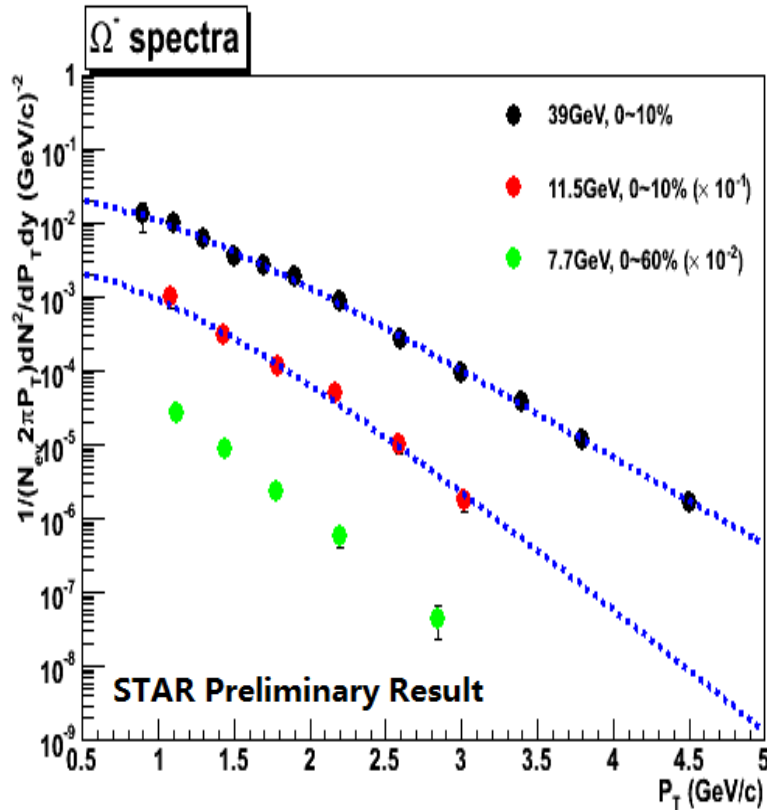 Ω⁻ spectra
1/(N_ev 2πP_T)dN²/dP_T dy (GeV/c)⁻²
1
10⁻¹
10⁻²
10⁻³
10⁻⁴
10⁻⁵
10⁻⁶
10⁻⁷
10⁻⁸
10⁻⁹
39GeV, 0~10%
11.5GeV, 0~10% (× 10⁻¹)
7.7GeV, 0~60% (× 10⁻²)
STAR Preliminary Result
0.5 1 1.5 2 2.5 3 3.5 4 4.5 5
P_T (GeV/c)